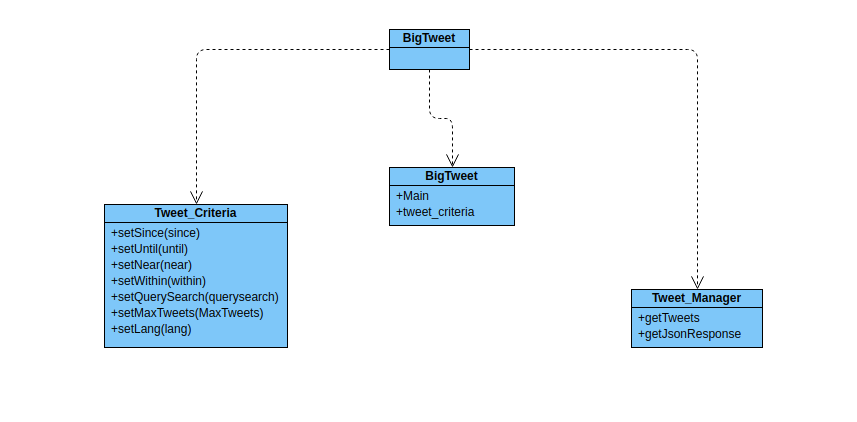 BigTweet
BigTweet
+Main
+tweet_criteria
Tweet_Criteria
+setSince(since)
+setUntil(until)
+setNear(near)
+setWithin(within)
+setQuerySearch(querysearch)
+setMaxTweets(MaxTweets)
+setLang(lang)
Tweet_Manager
+getTweets
+getJsonResponse